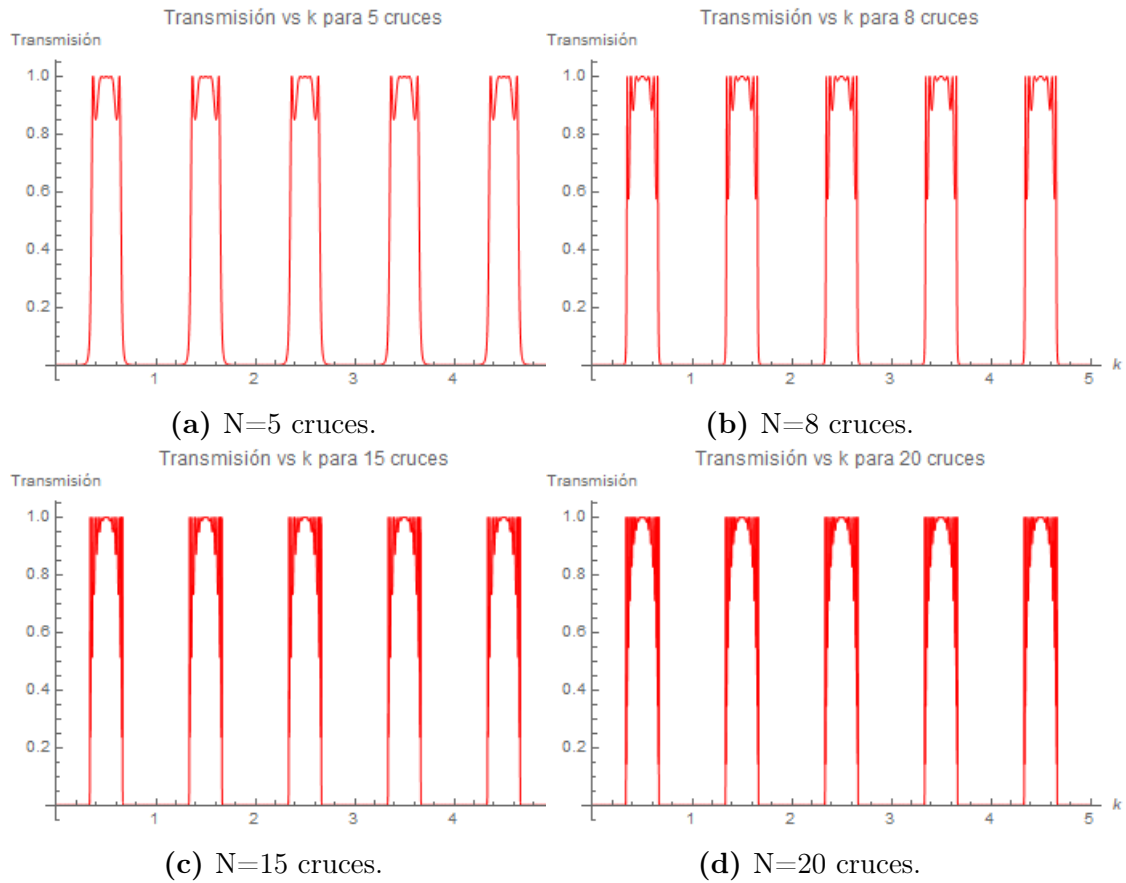 Transmisión vs k para 5 cruces
Transmisión
1.0
0.8
0.6
0.4
0.2
1 2 3 4
(a) N=5 cruces.
Transmisión vs k para 8 cruces
Transmisión
1.0
0.8
0.6
0.4
0.2
1 2 3 4 5 k
(b) N=8 cruces.
Transmisión vs k para 15 cruces
Transmisión
1.0
0.8
0.6
0.4
0.2
1 2 3 4
(c) N=15 cruces.
Transmisión vs k para 20 cruces
Transmisión
1.0
0.8
0.6
0.4
0.2
1 2 3 4 5 k
(d) N=20 cruces.